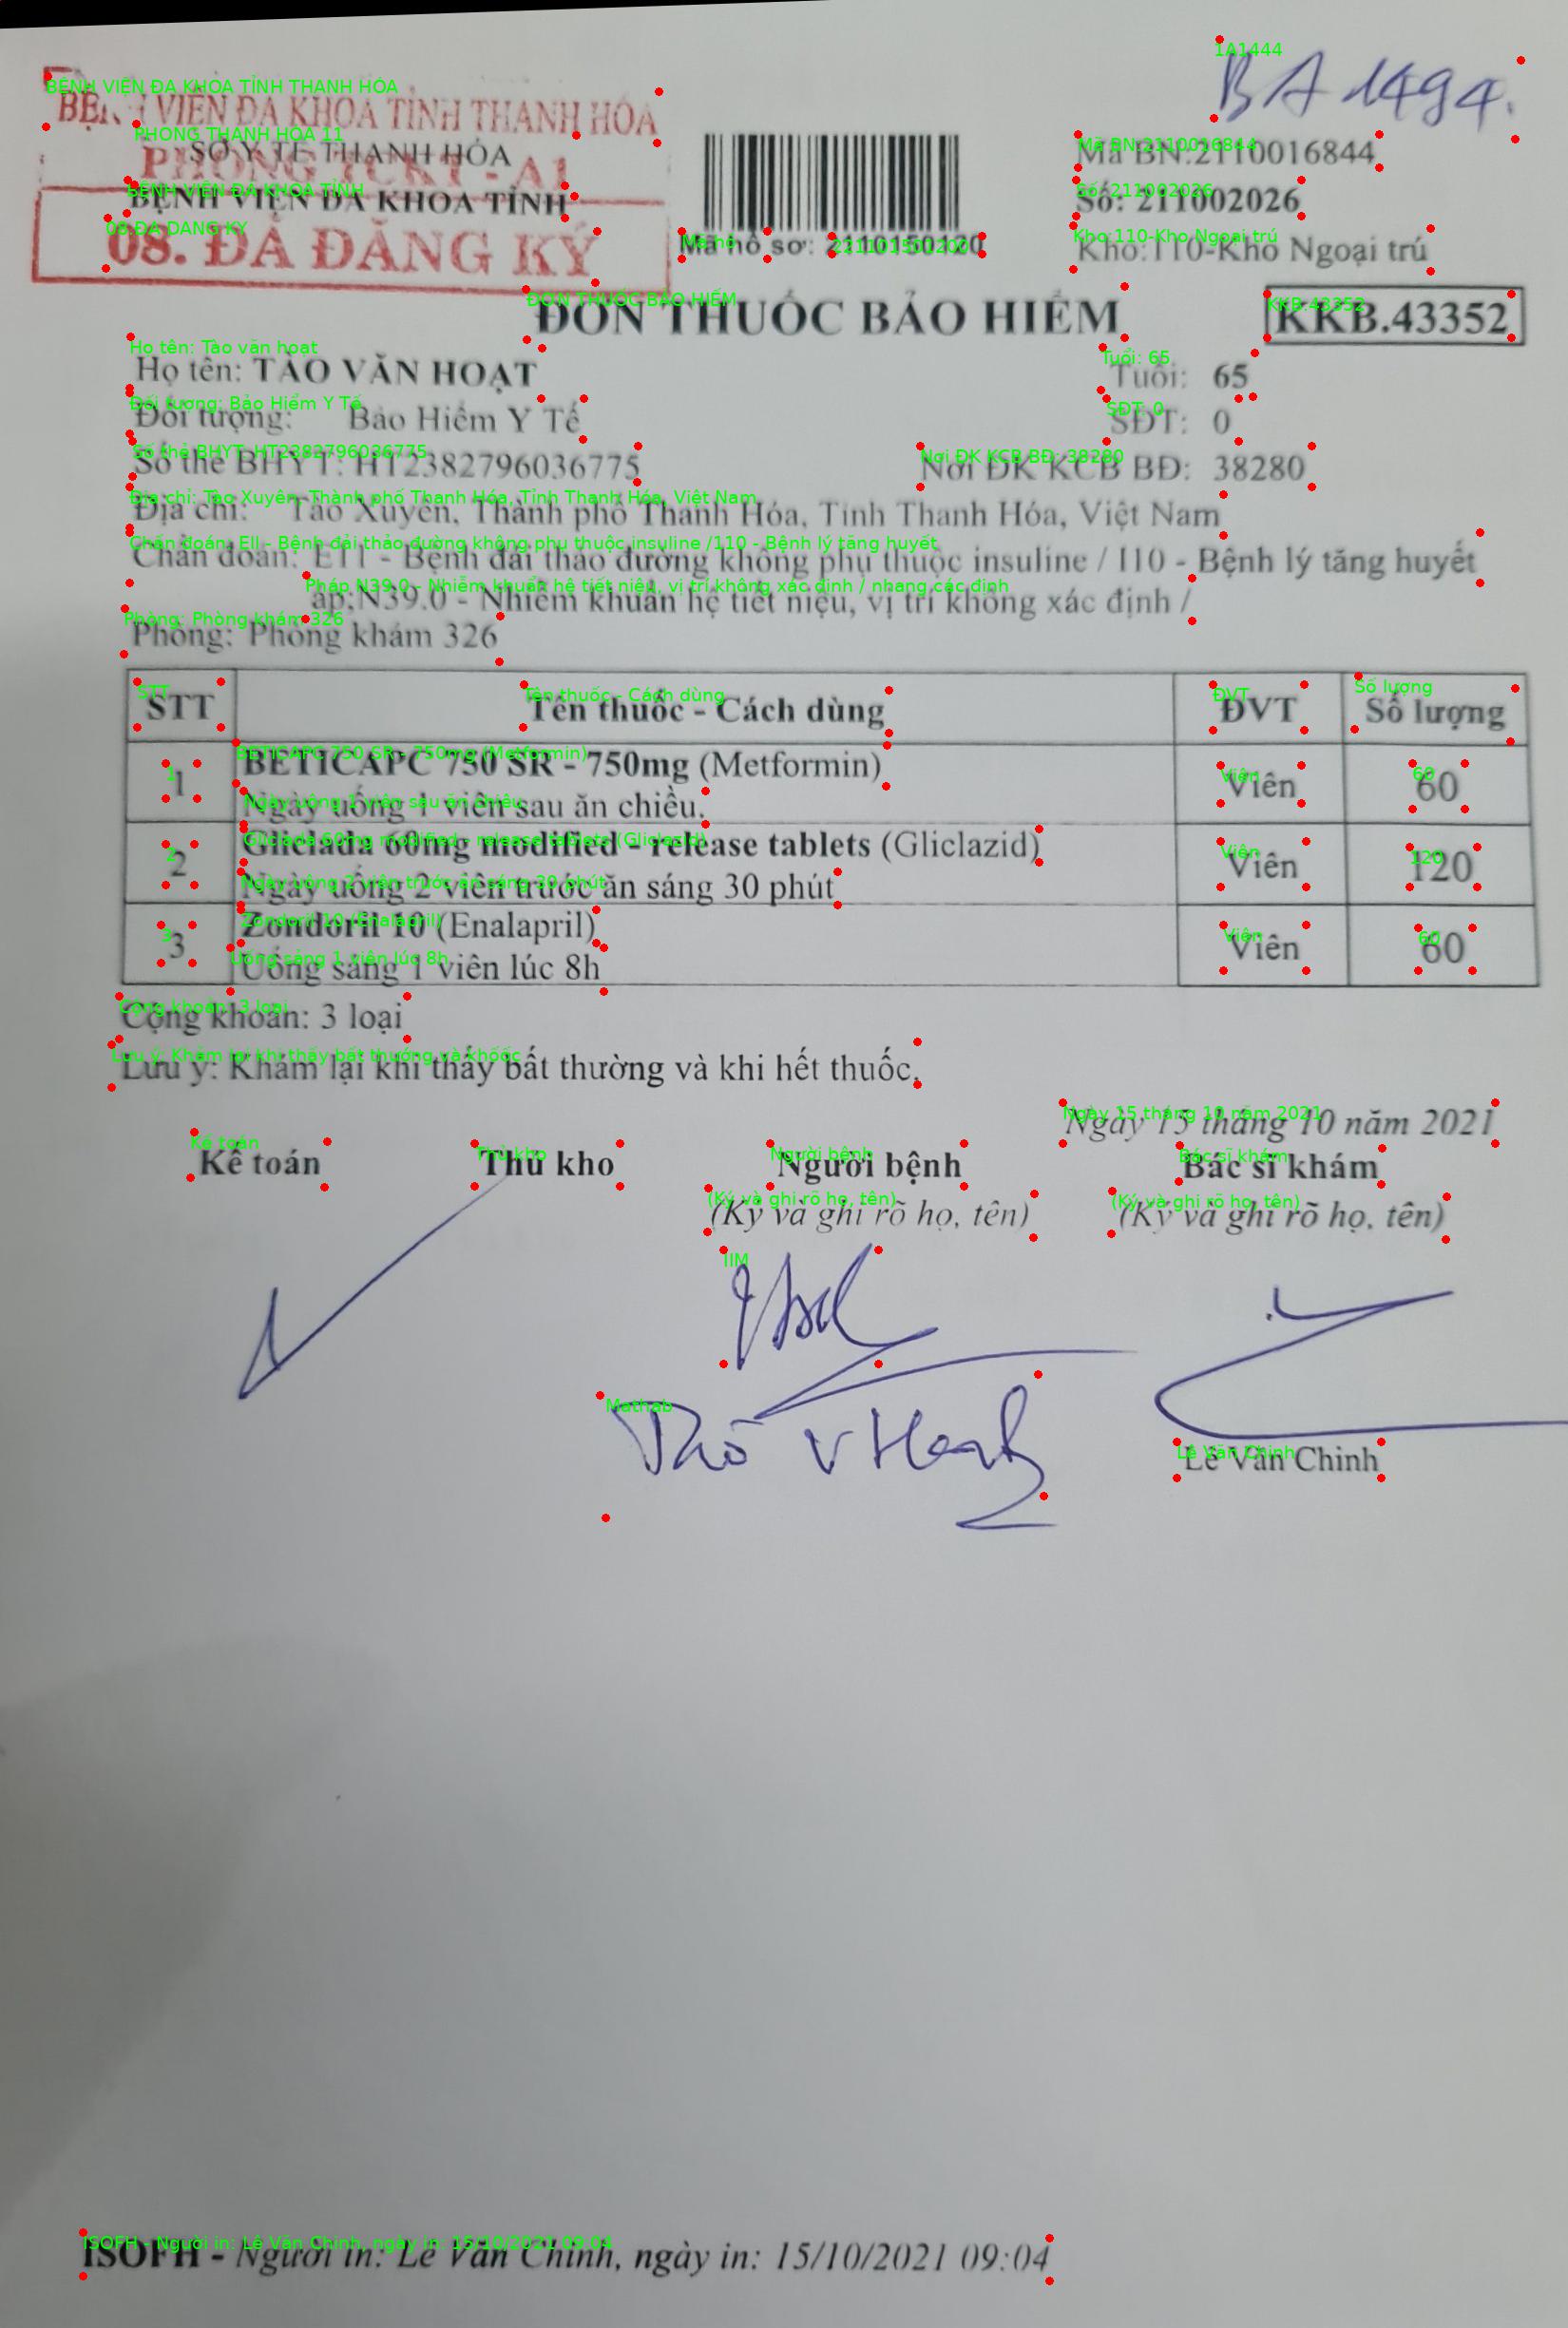 BA 1494.
BỆNH VIỆN ĐA KHOA TỈNH THANH HÓA
SỞ Y TẾ THANH HÓA
PHÒNG TCKT - A1
BỆNH VIỆN ĐA KHOA TỈNH
08. ĐÃ ĐĂNG KÝ
Mã hồ sơ: 2110150120
Mã BN:2110016844
Số: 211002026
Kho:110-Kho Ngoại trú
ĐƠN THUỐC BẢO HIỂM
KKB.43352
Họ tên: TÀO VĂN HOẠT Tuổi: 65
Đối tượng: Bảo Hiểm Y Tế SĐT: 0
Số thẻ BHYT: HT2382796036775 Nơi ĐK KCB BĐ: 38280
Địa chỉ: Tào Xuyên, Thành phố Thanh Hóa, Tỉnh Thanh Hóa, Việt Nam
Chẩn đoán: E11 - Bệnh đái tháo đường không phụ thuộc insuline / I10 - Bệnh lý tăng huyết
áp;N39.0 - Nhiễm khuẩn hệ tiết niệu, vị trí không xác định /
Phòng: Phòng khám 326
STT Tên thuốc - Cách dùng ĐVT Số lượng
1 BETICAPC 750 SR - 750mg (Metformin) Viên 60
Ngày uống 1 viên sau ăn chiều.
2 Gliclada 60mg modified - release tablets (Gliclazid) Viên 120
Ngày uống 2 viên trước ăn sáng 30 phút
3 Zondoril 10 (Enalapril) Viên 60
Uống sáng 1 viên lúc 8h
Cộng khoản: 3 loại
Lưu ý: Khám lại khi thấy bất thường và khi hết thuốc.
Ngày 15 tháng 10 năm 2021
Kế toán Thủ kho Người bệnh Bác sĩ khám
(Ký và ghi rõ họ, tên) (Ký và ghi rõ họ, tên)
Lê Văn Chinh
ISOFH - Người in: Lê Văn Chinh, ngày in: 15/10/2021 09:04